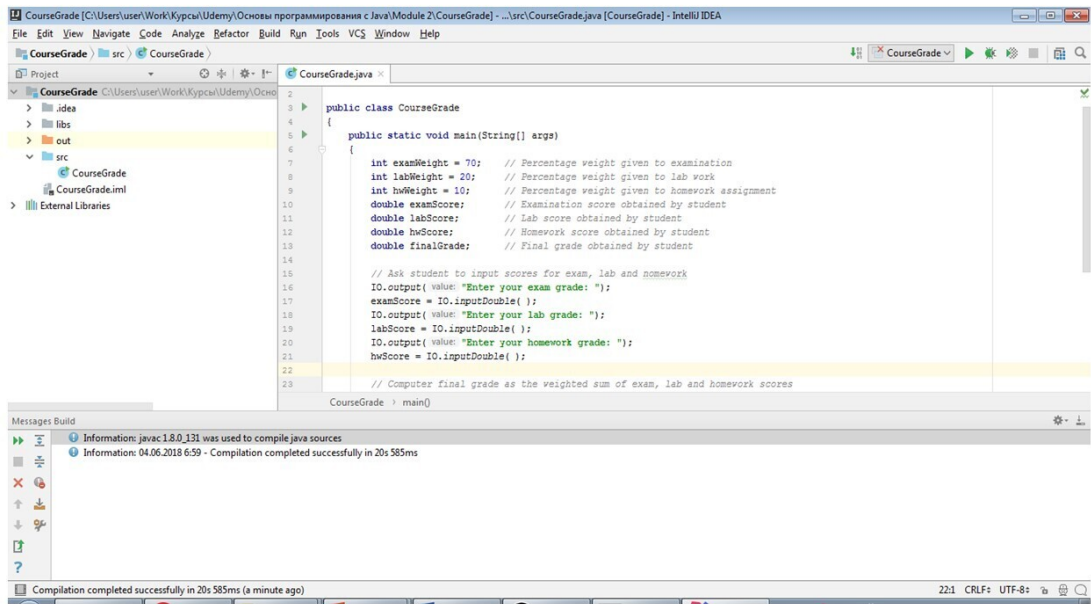 CourseGrade [C:\Users\user\Work\Курсы\Udemy\Основы программирования с Java\Module 2\CourseGrade] - ...\src\CourseGrade.java [CourseGrade] - IntelliJ IDEA
File Edit View Navigate Code Analyze Refactor Build Run Tools VCS Window Help
CourseGrade src CourseGrade CourseGrade
Project CourseGrade.java
CourseGrade C:\Users\user\Work\Курсы\Udemy\Осно
.idea
libs
out
src
CourseGrade
CourseGrade.iml
External Libraries
2
3 public class CourseGrade
4 {
5 public static void main(String[] args)
6 {
7 int examWeight = 70; // Percentage weight given to examination
8 int labWeight = 20; // Percentage weight given to lab work
9 int hwWeight = 10; // Percentage weight given to homework assignment
10 double examScore; // Examination score obtained by student
11 double labScore; // Lab score obtained by student
12 double hwScore; // Homework score obtained by student
13 double finalGrade; // Final grade obtained by student
14
15 // Ask student to input scores for exam, lab and nomework
16 IO.output( value: "Enter your exam grade: ");
17 examScore = IO.inputDouble( );
18 IO.output( value: "Enter your lab grade: ");
19 labScore = IO.inputDouble( );
20 IO.output( value: "Enter your homework grade: ");
21 hwScore = IO.inputDouble( );
22
23 // Computer final grade as the weighted sum of exam, lab and homework scores
CourseGrade › main()
Messages Build
Information: javac 1.8.0_131 was used to compile java sources
Information: 04.06.2018 6:59 - Compilation completed successfully in 20s 585ms
Compilation completed successfully in 20s 585ms (a minute ago) 22:1 CRLF÷ UTF-8÷